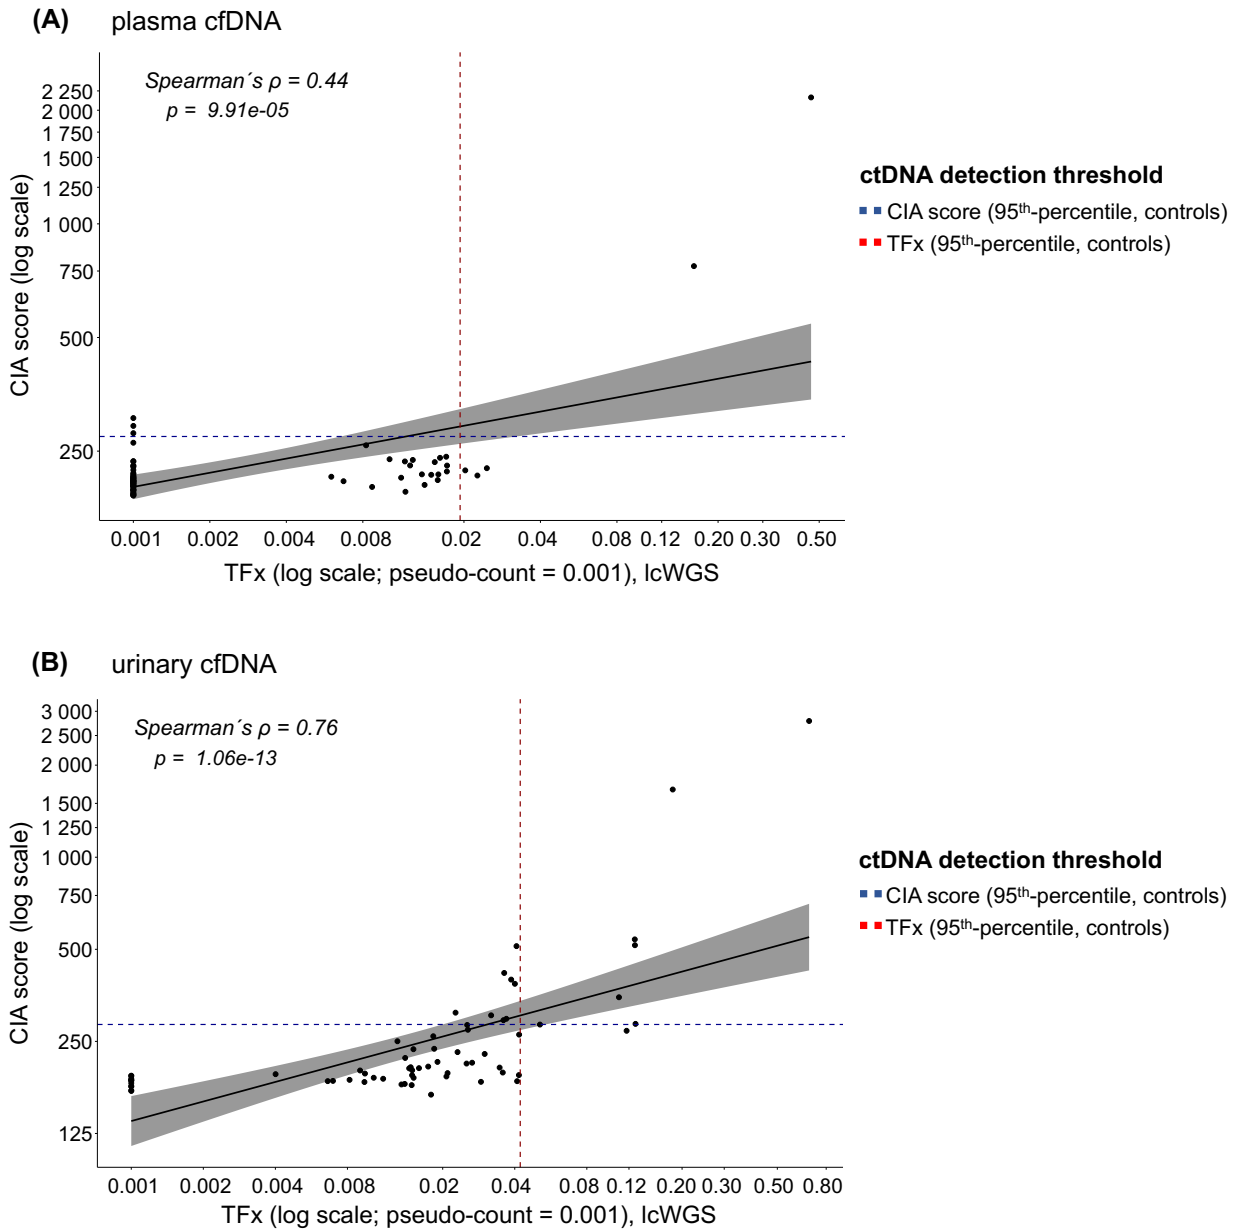 (A) plasma cfDNA
Spearman´s ρ = 0.44
p = 9.91e-05
CIA score (log scale)
2 250
2 000
1 750
1 500
1 250
1 000
750
500
250
0.001 0.002 0.004 0.008 0.02 0.04 0.08 0.12 0.20 0.30 0.50
TFx (log scale; pseudo-count = 0.001), lcWGS
ctDNA detection threshold
CIA score (95th-percentile, controls)
TFx (95th-percentile, controls)
(B) urinary cfDNA
Spearman´s ρ = 0.76
p = 1.06e-13
CIA score (log scale)
3 000
2 500
2 000
1 500
1 250
1 000
750
500
250
125
0.001 0.002 0.004 0.008 0.02 0.04 0.08 0.12 0.20 0.30 0.50 0.80
TFx (log scale; pseudo-count = 0.001), lcWGS
ctDNA detection threshold
CIA score (95th-percentile, controls)
TFx (95th-percentile, controls)